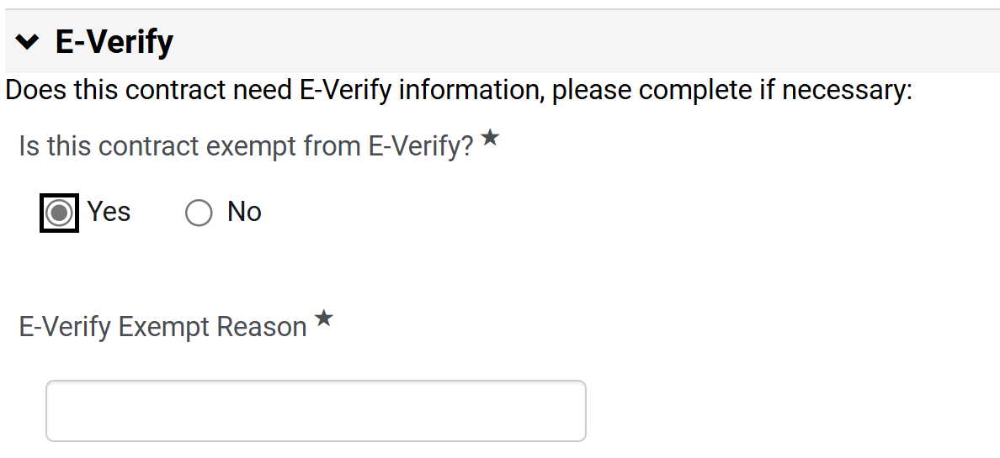 E-Verify
Does this contract need E-Verify information, please complete if necessary:
Is this contract exempt from E-Verify? ★
Yes No
E-Verify Exempt Reason ★